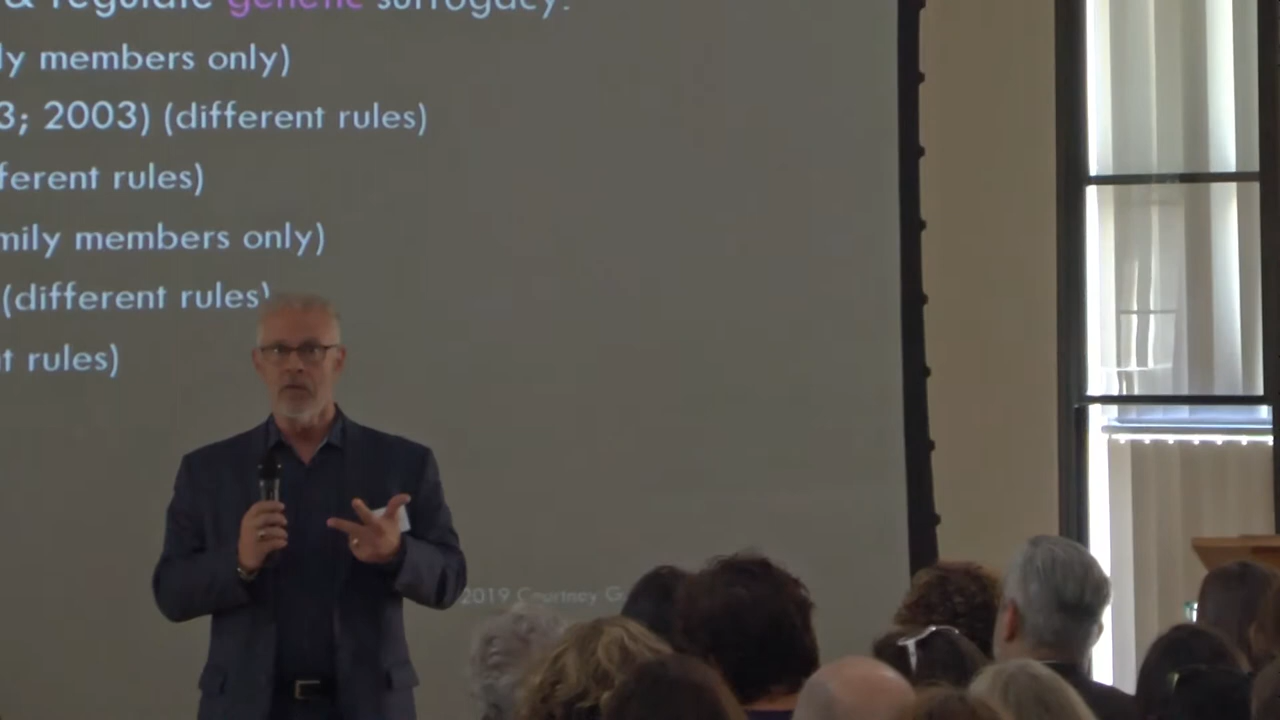 & regulate genetic surrogacy:
ly members only)
3; 2003) (different rules)
ferent rules)
mily members only)
(different rules)
t rules)
2019 Courtney G.